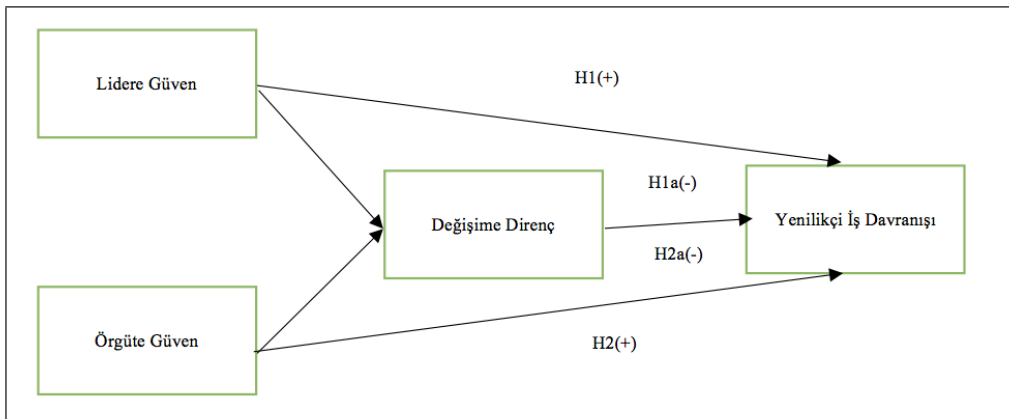 Lidere Güven
H1(+)
H1a(-)
Değişime Direnç
Yenilikçi İş Davranışı
H2a(-)
Örgüte Güven
H2(+)